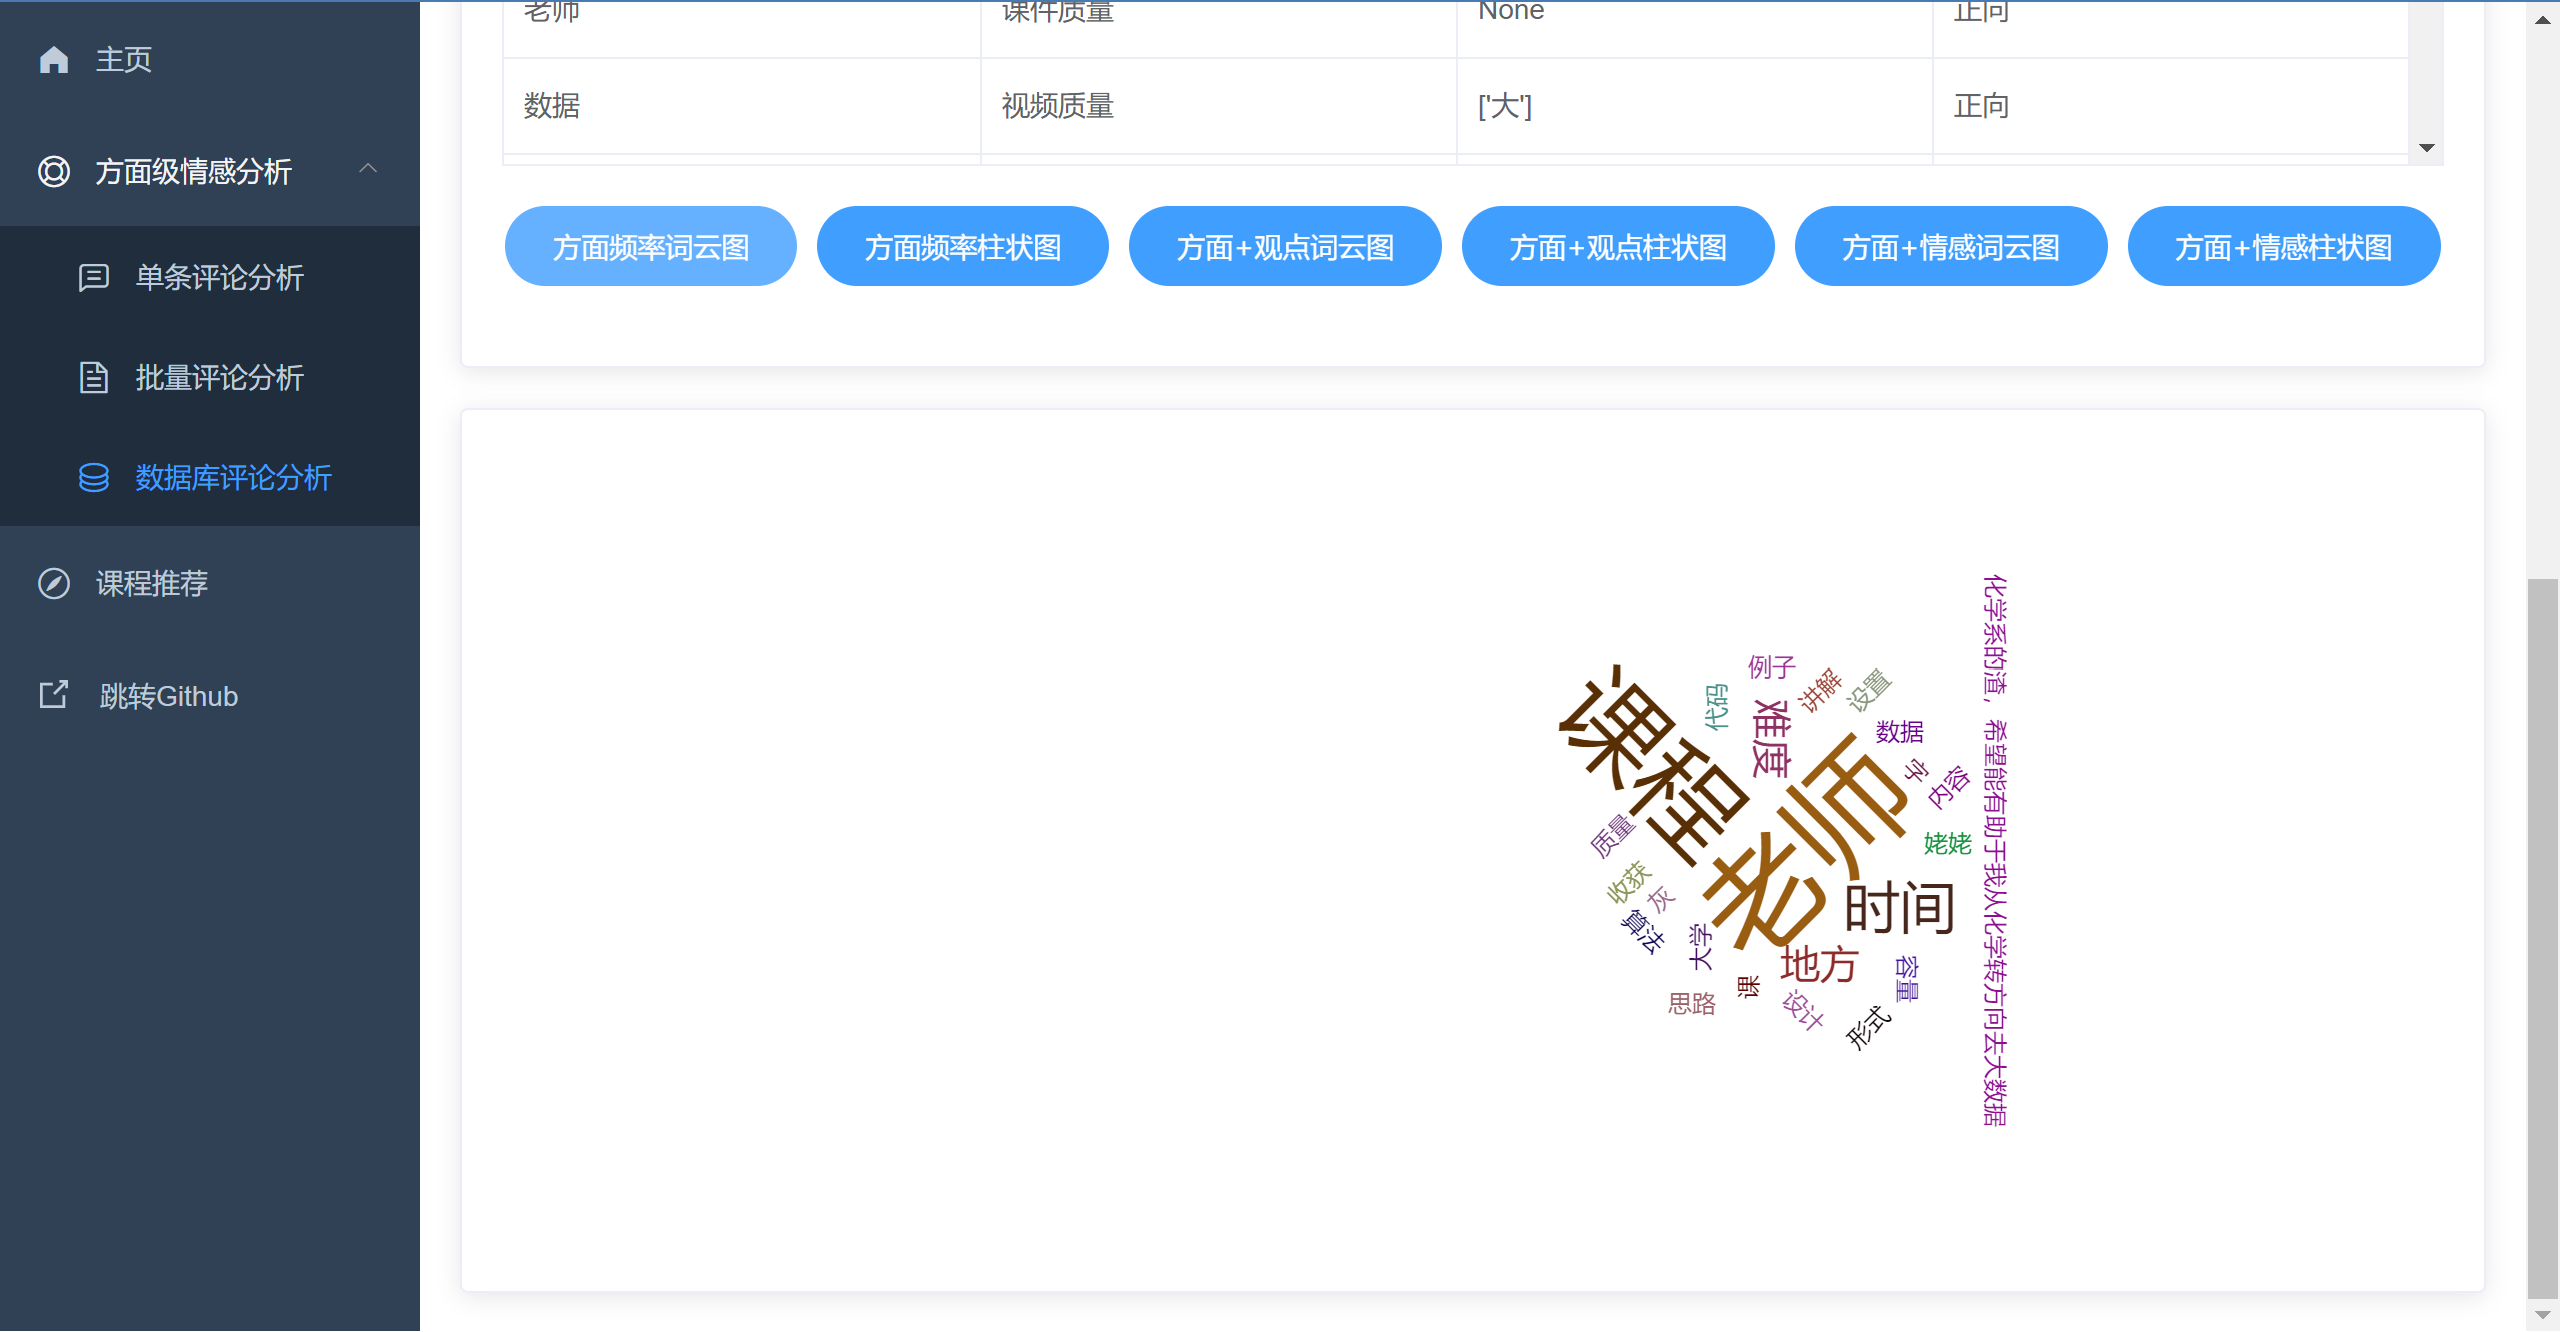 主页
方面级情感分析
单条评论分析
批量评论分析
数据库评论分析
课程推荐
跳转Github
老师 课件质量 None 正向
数据 视频质量 ['大'] 正向
方面频率词云图 方面频率柱状图 方面+观点词云图 方面+观点柱状图 方面+情感词云图 方面+情感柱状图
化学系的渣，希望能有助于我从化学转方向去大数据
例子
讲解
设置
代码
难度
课程
数据
老师
字
内容
质量
姥姥
收获
灰
时间
算法
大学
地方
课
容量
思路
设计
形式